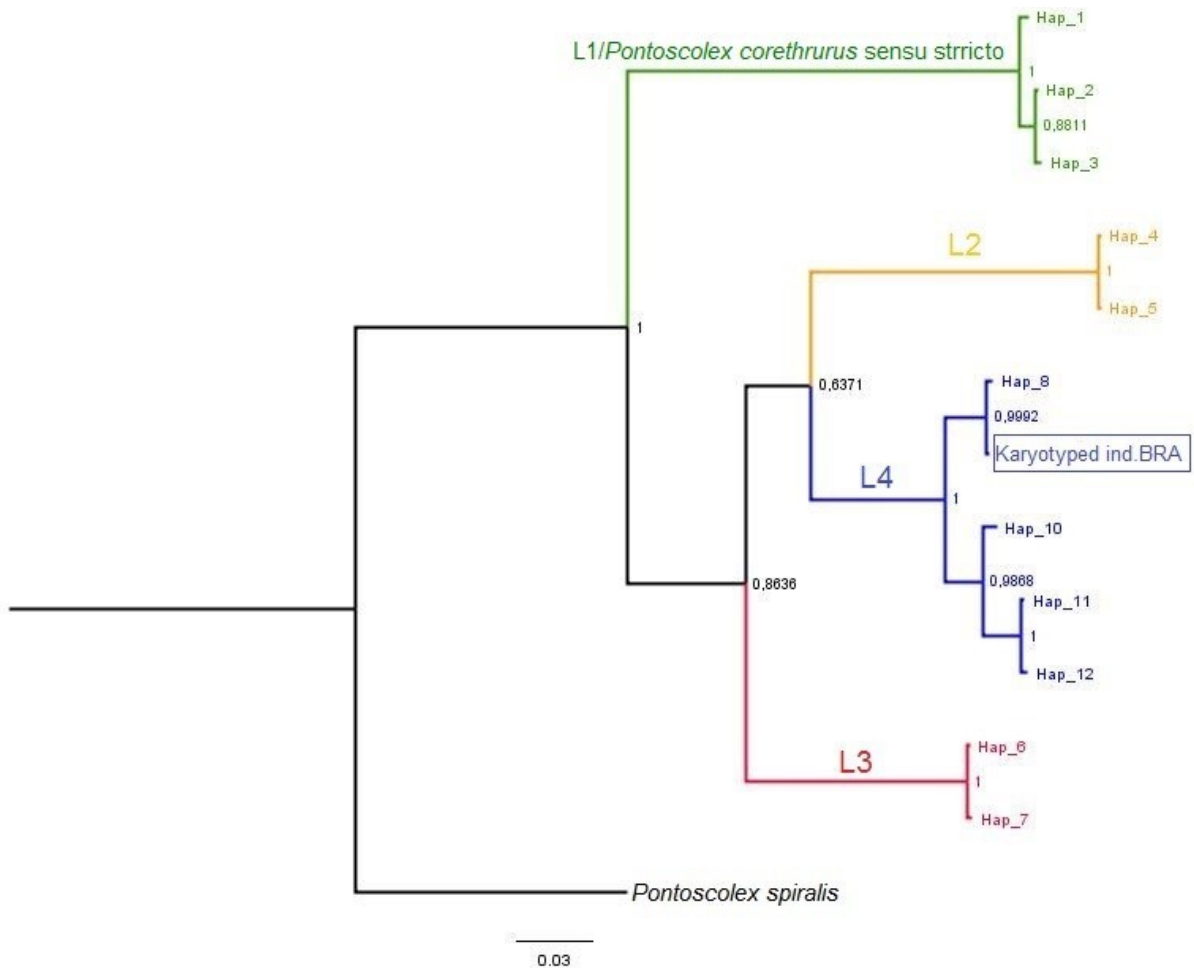 Hap_1
L1/Pontoscolex corethrurus sensu strricto
1
Hap_2
0,8811
Hap_3
L2
Hap_4
1
Hap_5
1
Hap_8
0,6371
0,9992
Karyotyped ind.BRA
L4
1
Hap_10
0,8636
0,9868
Hap_11
1
Hap_12
Hap_6
L3
1
Hap_7
Pontoscolex spiralis
0.03